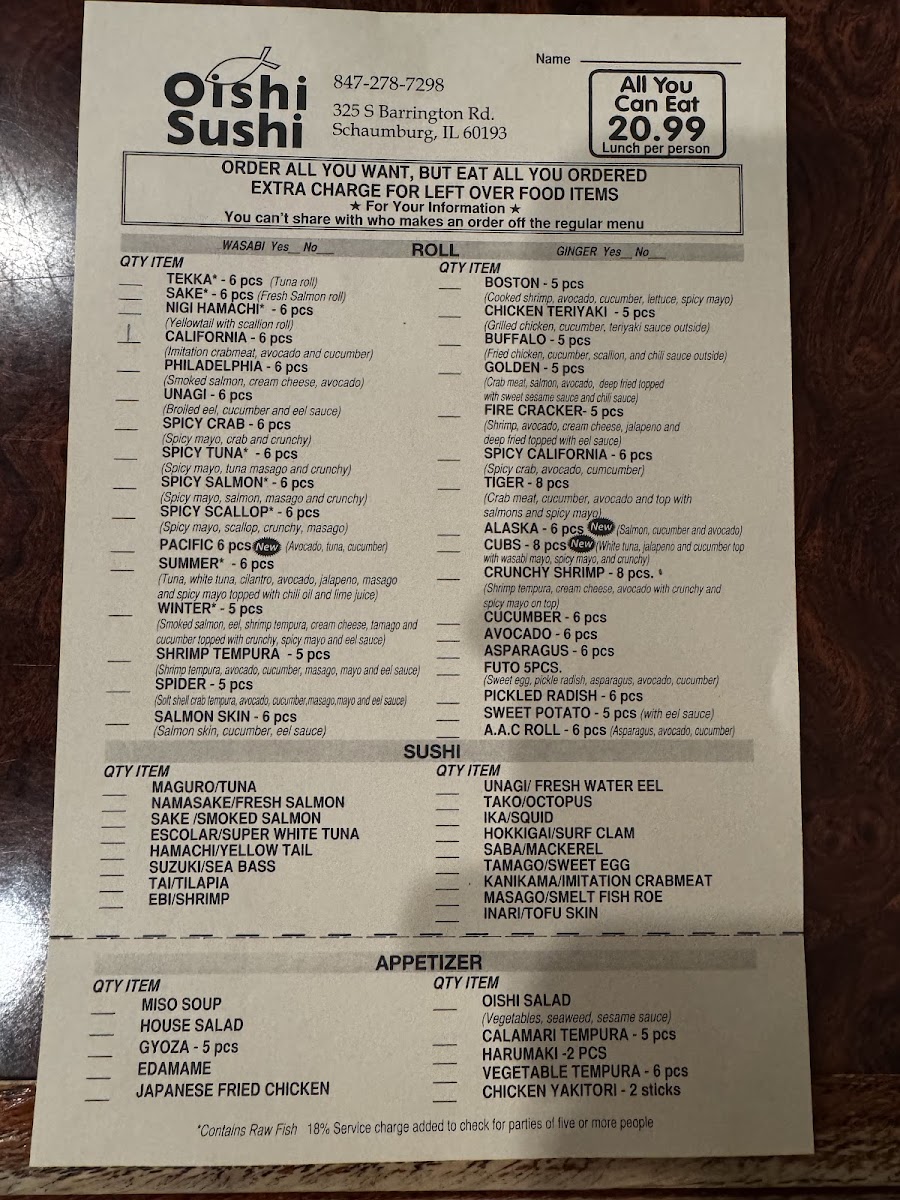 Name
Oishi Sushi
847-278-7298
325 S Barrington Rd.
Schaumburg, IL 60193
All You
Can Eat
20.99
Lunch per person
ORDER ALL YOU WANT, BUT EAT ALL YOU ORDERED
EXTRA CHARGE FOR LEFT OVER FOOD ITEMS
★ For Your Information ★
You can't share with who makes an order off the regular menu
WASABI Yes__ No__
ROLL
GINGER Yes__ No__
QTY ITEM
TEKKA* - 6 pcs (Tuna roll)
SAKE* - 6 pcs (Fresh Salmon roll)
NIGI HAMACHI* - 6 pcs
(Yellowtail with scallion roll)
1 CALIFORNIA - 6 pcs
(Imitation crabmeat, avocado and cucumber)
PHILADELPHIA - 6 pcs
(Smoked salmon, cream cheese, avocado)
UNAGI - 6 pcs
(Broiled eel, cucumber and eel sauce)
SPICY CRAB - 6 pcs
(Spicy mayo, crab and crunchy)
SPICY TUNA* - 6 pcs
(Spicy mayo, tuna masago and crunchy)
SPICY SALMON* - 6 pcs
(Spicy mayo, salmon, masago and crunchy)
SPICY SCALLOP* - 6 pcs
(Spicy mayo, scallop, crunchy, masago)
PACIFIC 6 pcs New (Avocado, tuna, cucumber)
SUMMER* - 6 pcs
(Tuna, white tuna, cilantro, avocado, jalapeno, masago
and spicy mayo topped with chili oil and lime juice)
WINTER* - 5 pcs
(Smoked salmon, eel, shrimp tempura, cream cheese, tamago and
cucumber topped with crunchy, spicy mayo and eel sauce)
SHRIMP TEMPURA - 5 pcs
(Shrimp tempura, avocado, cucumber, masago, mayo and eel sauce)
SPIDER - 5 pcs
(Soft shell crab tempura, avocado, cucumber,masago,mayo and eel sauce)
SALMON SKIN - 6 pcs
(Salmon skin, cucumber, eel sauce)
QTY ITEM
BOSTON - 5 pcs
(Cooked shrimp, avocado, cucumber, lettuce, spicy mayo)
CHICKEN TERIYAKI - 5 pcs
(Grilled chicken, cucumber, teriyaki sauce outside)
BUFFALO - 5 pcs
(Fried chicken, cucumber, scallion, and chili sauce outside)
GOLDEN - 5 pcs
(Crab meat, salmon, avocado, deep fried topped
with sweet sesame sauce and chili sauce)
FIRE CRACKER- 5 pcs
(Shrimp, avocado, cream cheese, jalapeno and
deep fried topped with eel sauce)
SPICY CALIFORNIA - 6 pcs
(Spicy crab, avocado, cumcumber)
TIGER - 8 pcs
(Crab meat, cucumber, avocado and top with
salmons and spicy mayo)
ALASKA - 6 pcs New (Salmon, cucumber and avocado)
CUBS - 8 pcs New (White tuna, jalapeno and cucumber top
with wasabi mayo, spicy mayo, and crunchy)
CRUNCHY SHRIMP - 8 pcs.
(Shrimp tempura, cream cheese, avocado with crunchy and
spicy mayo on top)
CUCUMBER - 6 pcs
AVOCADO - 6 pcs
ASPARAGUS - 6 pcs
FUTO 5PCS.
(Sweet egg, pickle radish, asparagus, avocado, cucumber)
PICKLED RADISH - 6 pcs
SWEET POTATO - 5 pcs (with eel sauce)
A.A.C ROLL - 6 pcs (Asparagus, avocado, cucumber)
SUSHI
QTY ITEM
MAGURO/TUNA
NAMASAKE/FRESH SALMON
SAKE /SMOKED SALMON
ESCOLAR/SUPER WHITE TUNA
HAMACHI/YELLOW TAIL
SUZUKI/SEA BASS
TAI/TILAPIA
EBI/SHRIMP
QTY ITEM
UNAGI/ FRESH WATER EEL
TAKO/OCTOPUS
IKA/SQUID
HOKKIGAI/SURF CLAM
SABA/MACKEREL
TAMAGO/SWEET EGG
KANIKAMA/IMITATION CRABMEAT
MASAGO/SMELT FISH ROE
INARI/TOFU SKIN
APPETIZER
QTY ITEM
MISO SOUP
HOUSE SALAD
GYOZA - 5 pcs
EDAMAME
JAPANESE FRIED CHICKEN
QTY ITEM
OISHI SALAD
(Vegetables, seaweed, sesame sauce)
CALAMARI TEMPURA - 5 pcs
HARUMAKI -2 PCS
VEGETABLE TEMPURA - 6 pcs
CHICKEN YAKITORI - 2 sticks
*Contains Raw Fish 18% Service charge added to check for parties of five or more people